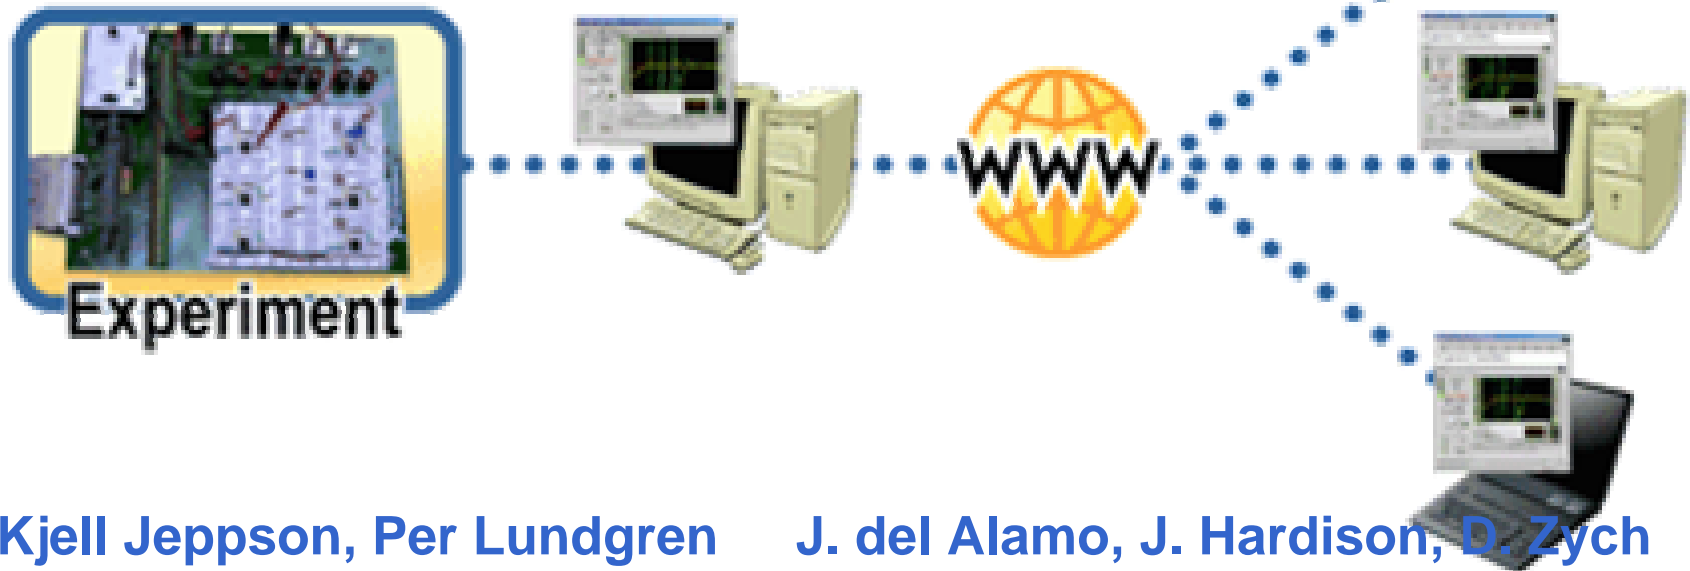 WWW
Experiment
Kjell Jeppson, Per Lundgren J. del Alamo, J. Hardison, D. Zych